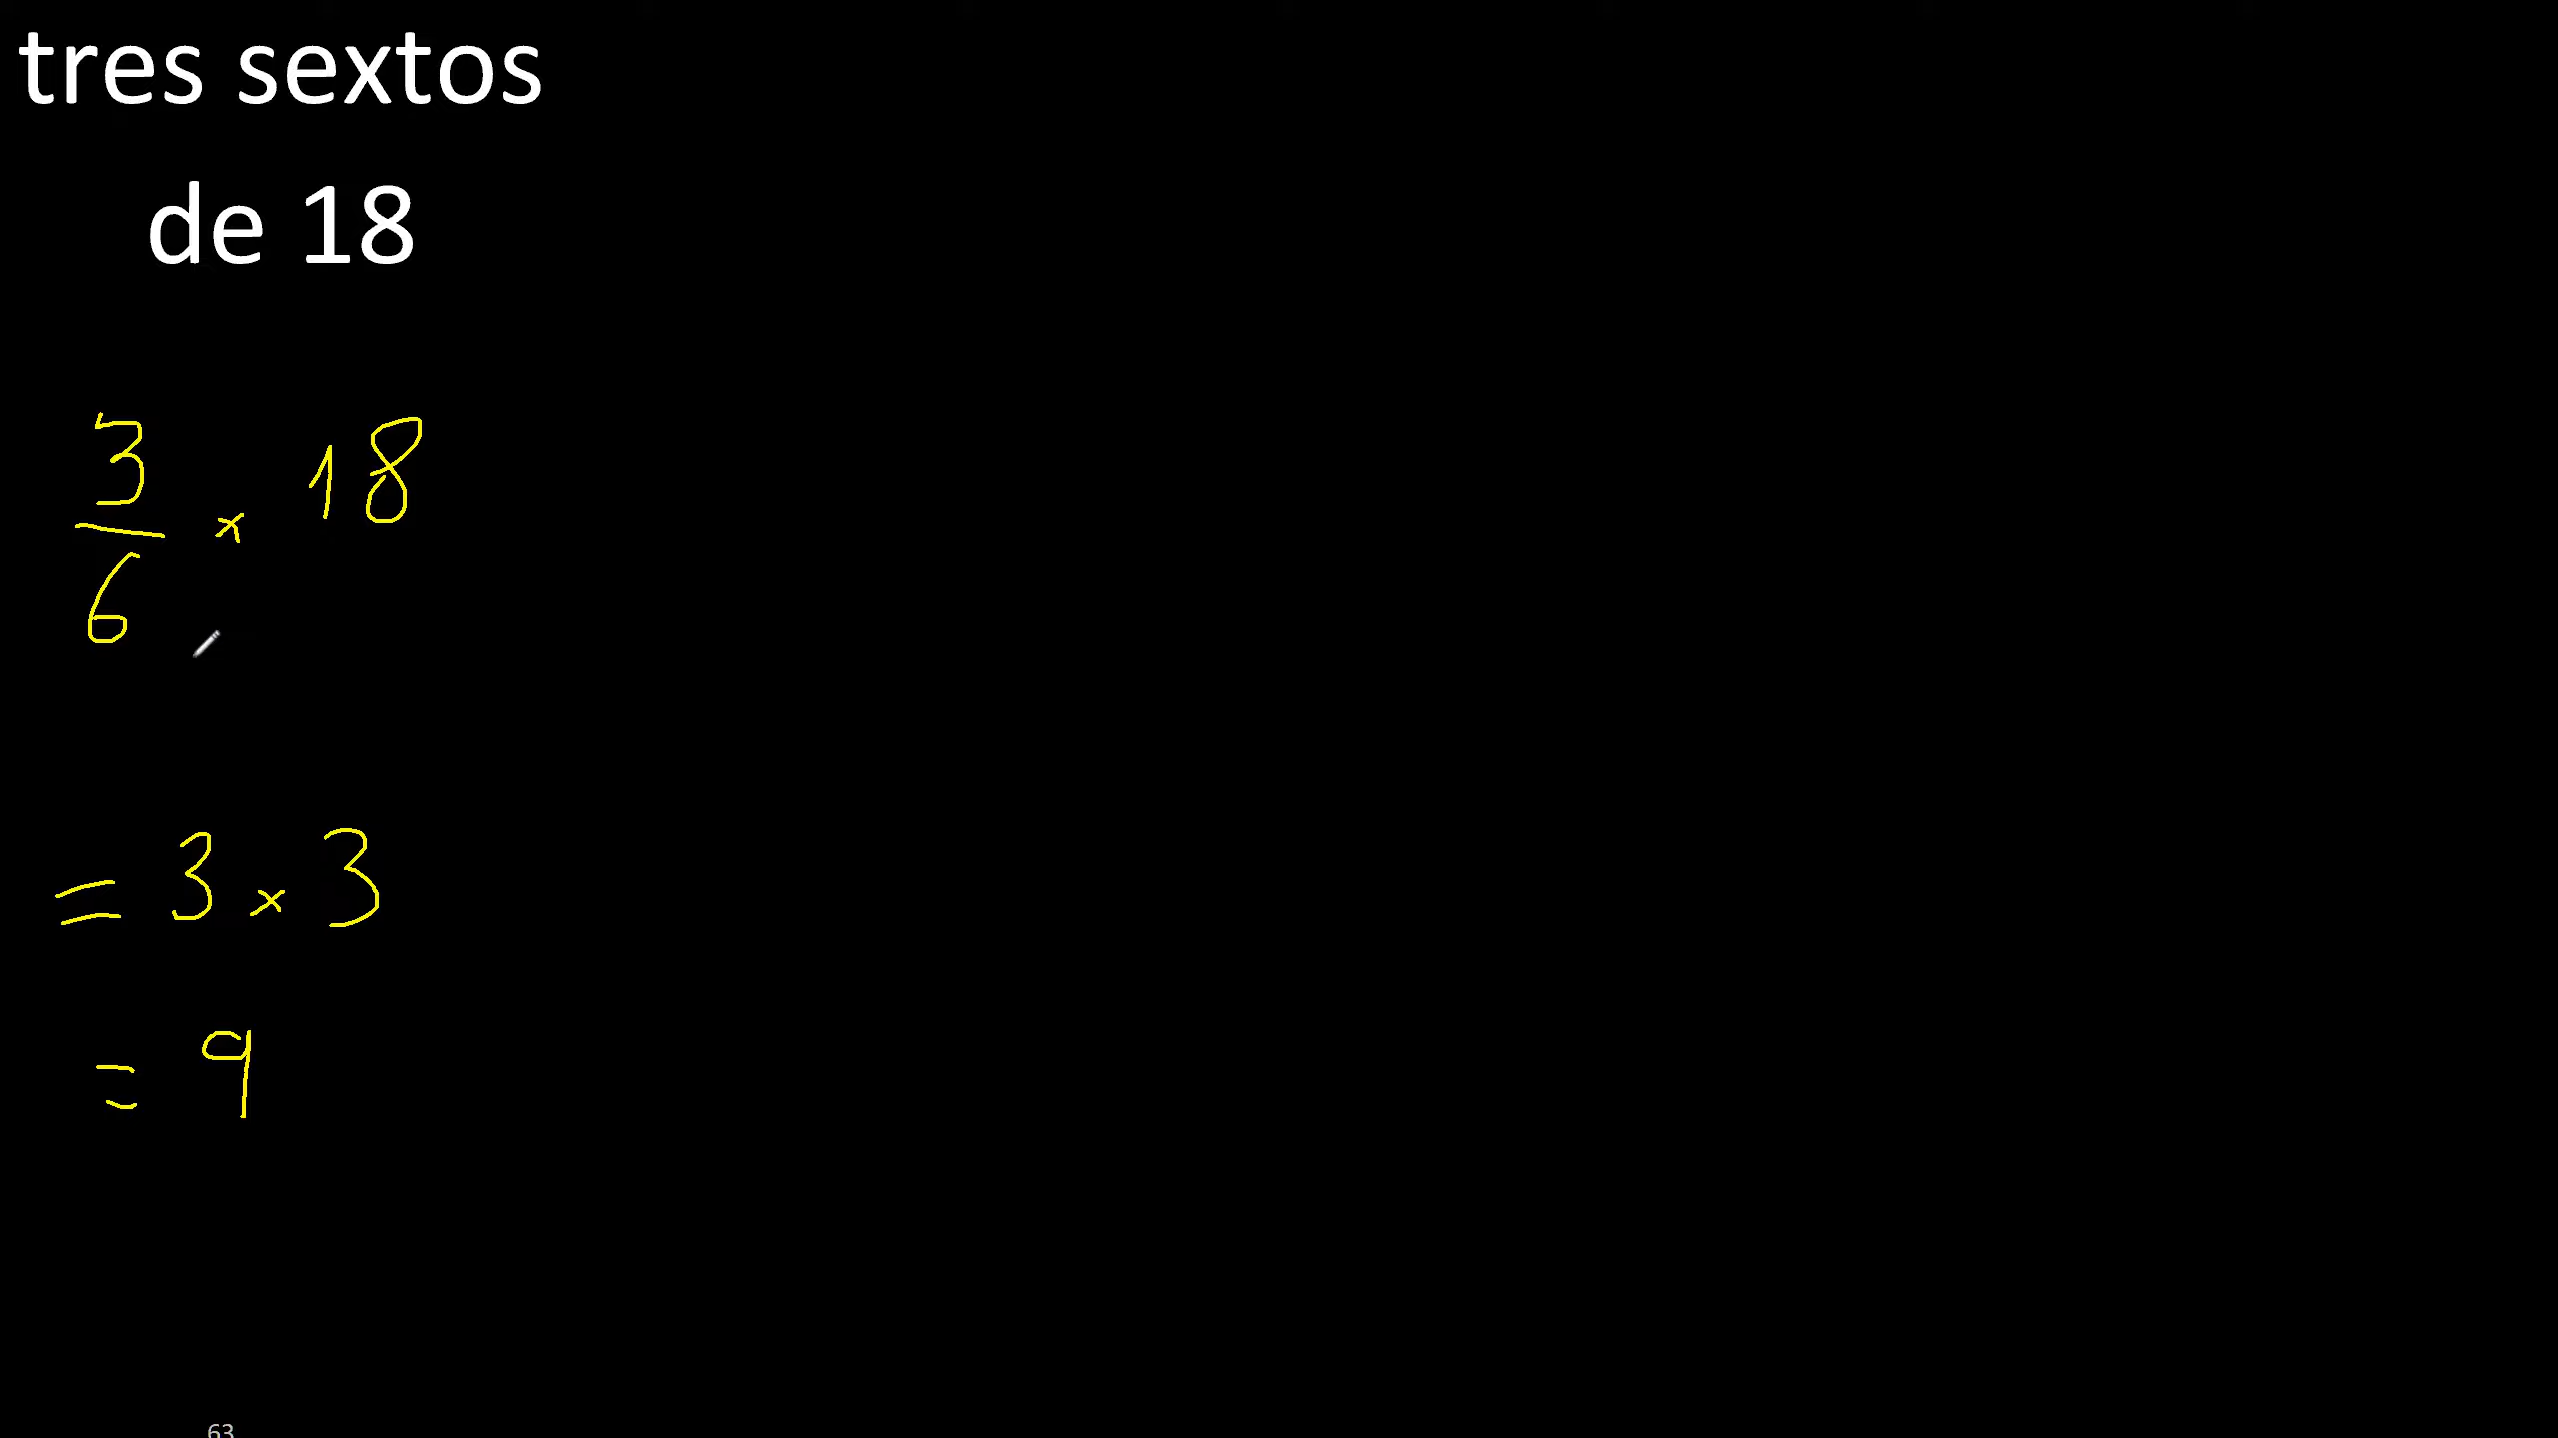 tres sextos
de 18
3/6 × 18
= 3 × 3
= 9
63